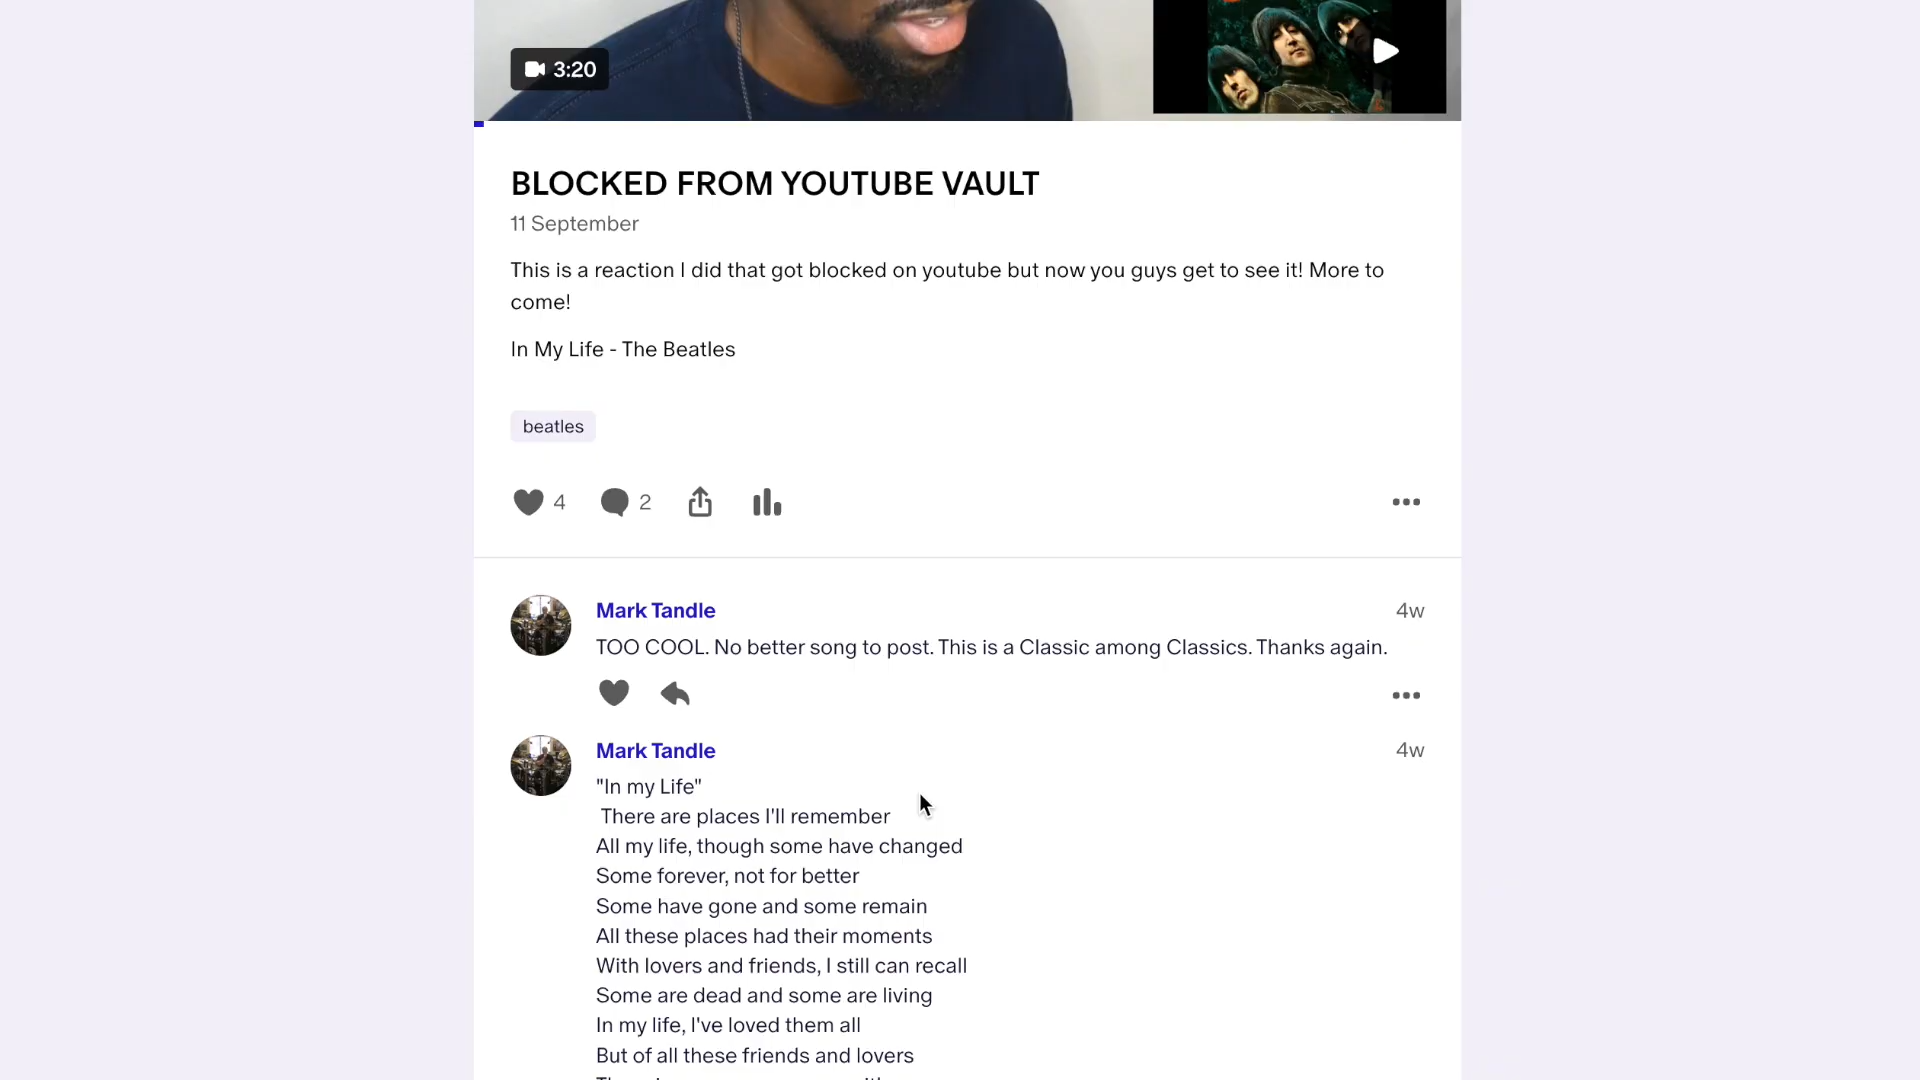 3:20
BLOCKED FROM YOUTUBE VAULT
11 September
This is a reaction I did that got blocked on youtube but now you guys get to see it! More to
come!
In My Life - The Beatles
beatles
4
2
Mark Tandle
4w
TOO COOL. No better song to post. This is a Classic among Classics. Thanks again.
Mark Tandle
4w
"In my Life"
There are places I'll remember
All my life, though some have changed
Some forever, not for better
Some have gone and some remain
All these places had their moments
With lovers and friends, I still can recall
Some are dead and some are living
In my life, I've loved them all
But of all these friends and lovers